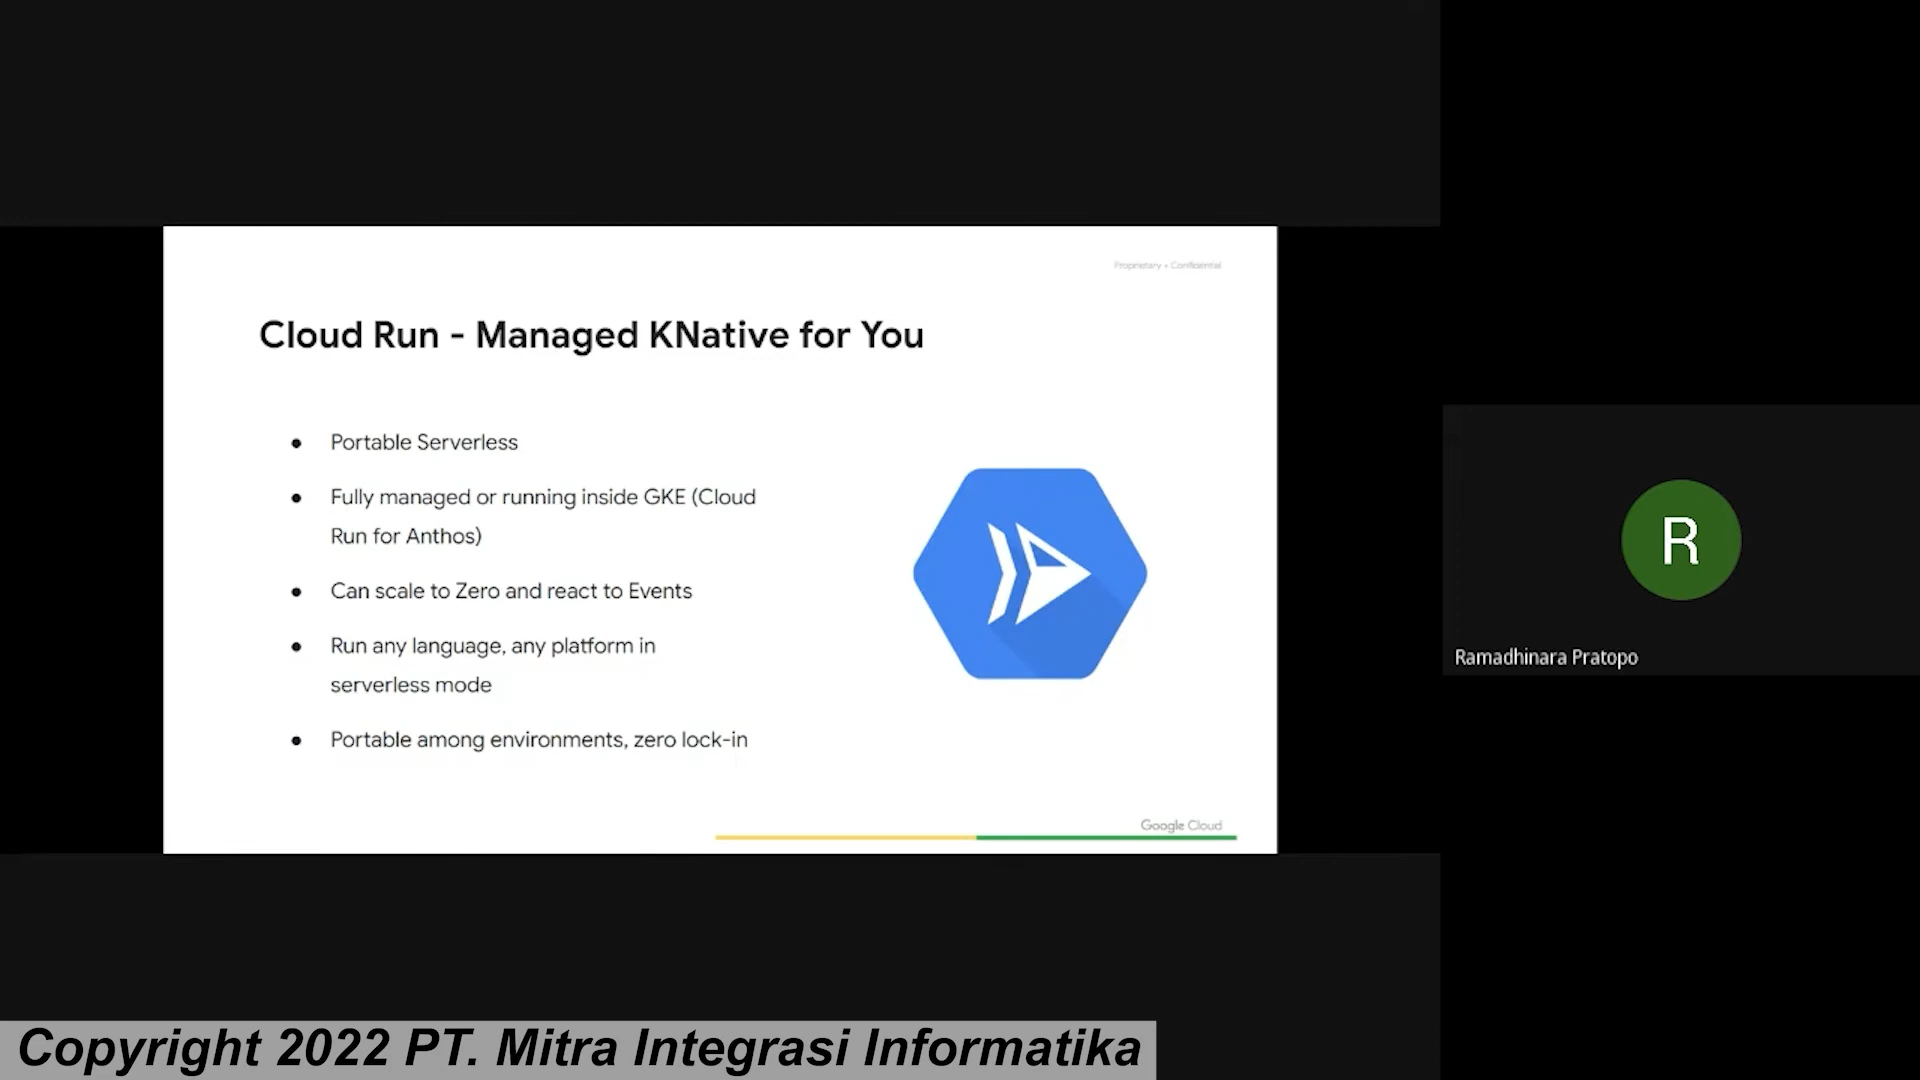 Proprietary + Confidential
Cloud Run - Managed KNative for You
● Portable Serverless
● Fully managed or running inside GKE (Cloud
Run for Anthos)
● Can scale to Zero and react to Events
● Run any language, any platform in
serverless mode
● Portable among environments, zero lock-in
Google Cloud
R
Ramadhinara Pratopo
Copyright 2022 PT. Mitra Integrasi Informatika